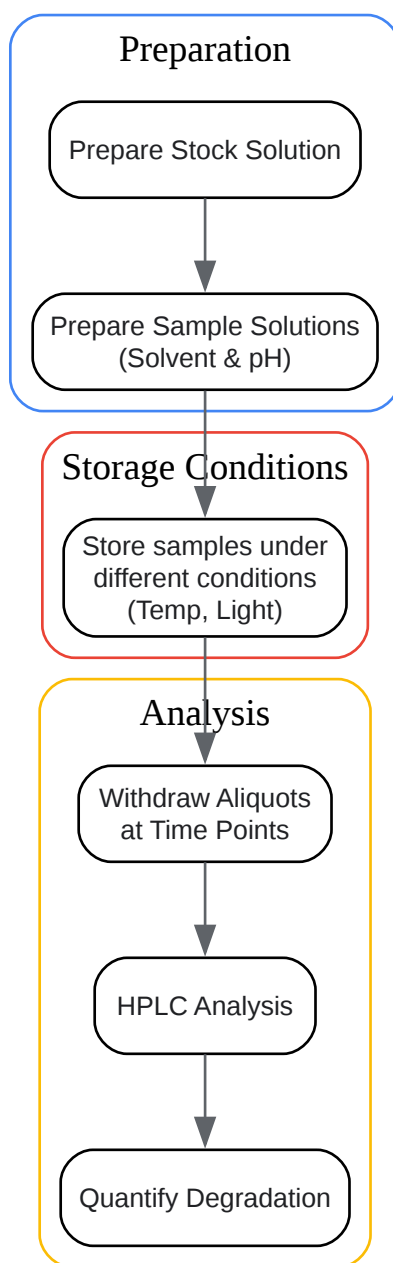 Preparation
Prepare Stock Solution
Prepare Sample Solutions
(Solvent & pH)
Storage Conditions
Store samples under
different conditions
(Temp, Light)
Analysis
Withdraw Aliquots
at Time Points
HPLC Analysis
Quantify Degradation